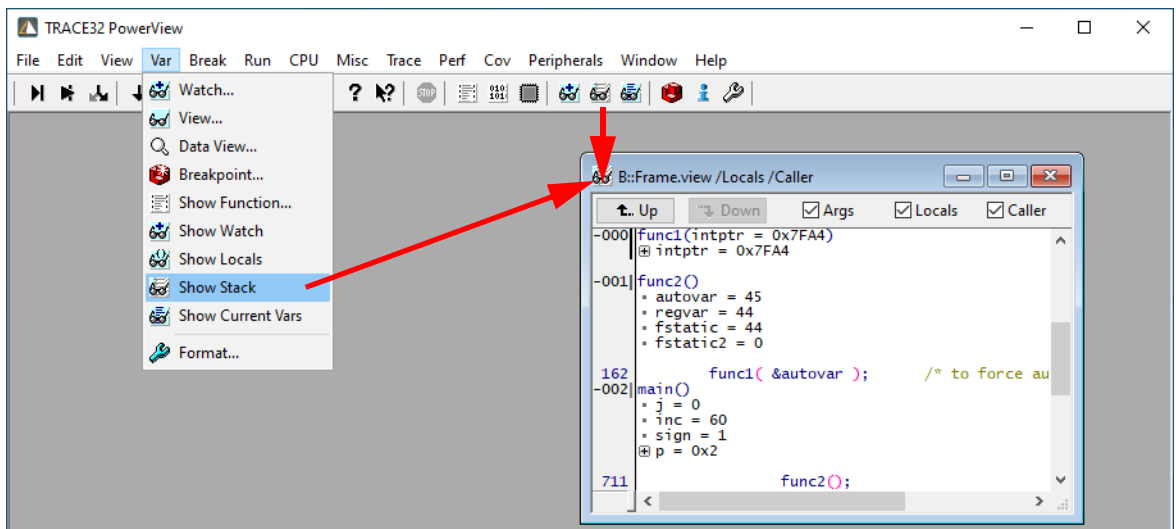 TRACE32 PowerView
File Edit View Var Break Run CPU Misc Trace Perf Cov Peripherals Window Help
STOP
010
101
Watch...
View...
Data View...
Breakpoint...
Show Function...
Show Watch
Show Locals
Show Stack
Show Current Vars
Format...
B::Frame.view /Locals /Caller
Up Down Args Locals Caller
-000 func1(intptr = 0x7FA4)
intptr = 0x7FA4
-001 func2()
autovar = 45
regvar = 44
fstatic = 44
fstatic2 = 0
162 func1( &autovar ); /* to force au
-002 main()
j = 0
inc = 60
sign = 1
p = 0x2
711 func2();